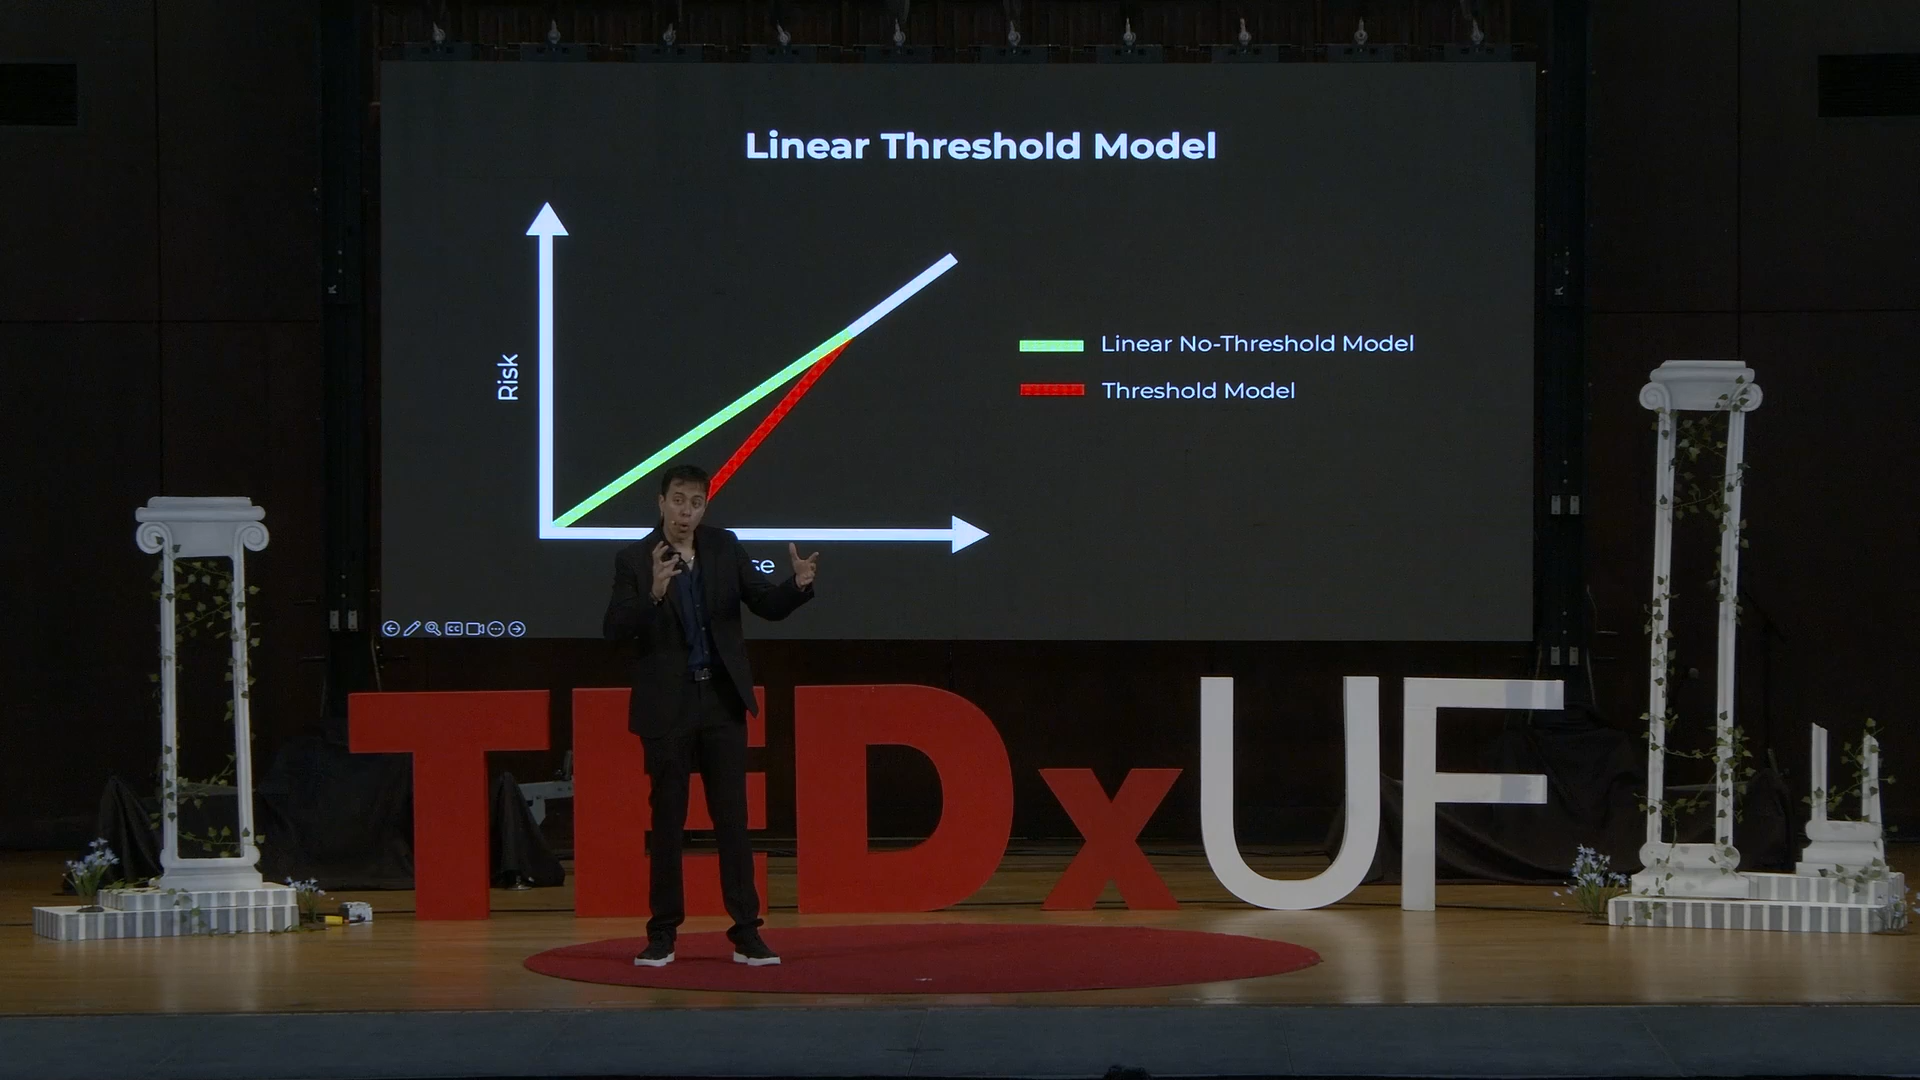 Linear Threshold Model
Risk
Linear No-Threshold Model
Threshold Model
TEDxUF